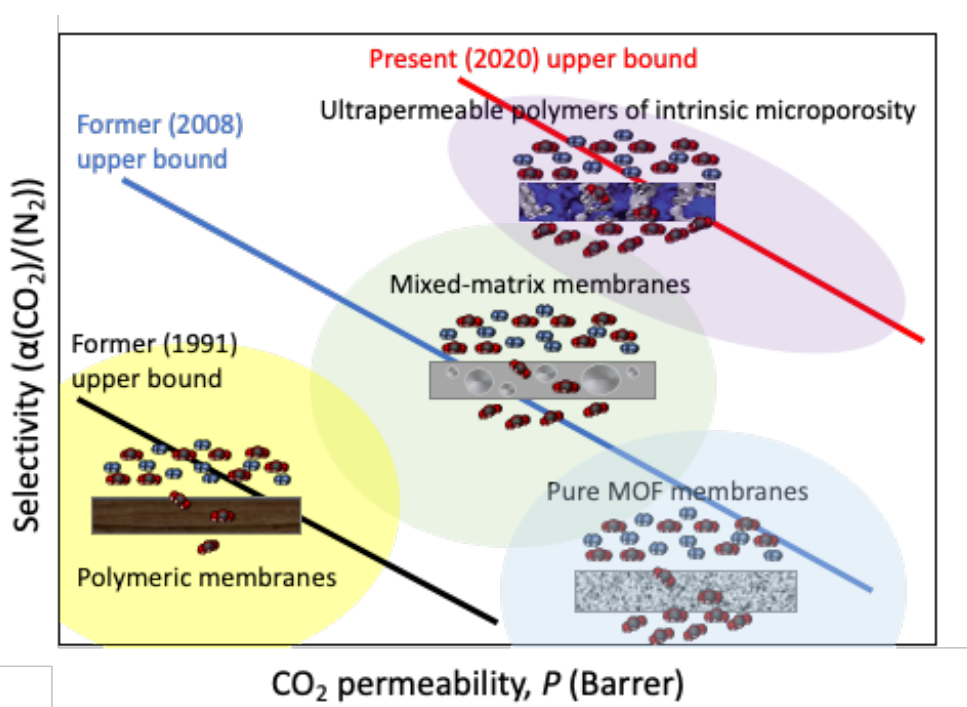 Present (2020) upper bound
Ultrapermeable polymers of intrinsic microporosity
Former (2008)
upper bound
Mixed-matrix membranes
Former (1991)
upper bound
Pure MOF membranes
Polymeric membranes
Selectivity (α(CO₂)/(N₂))
CO₂ permeability, P (Barrer)